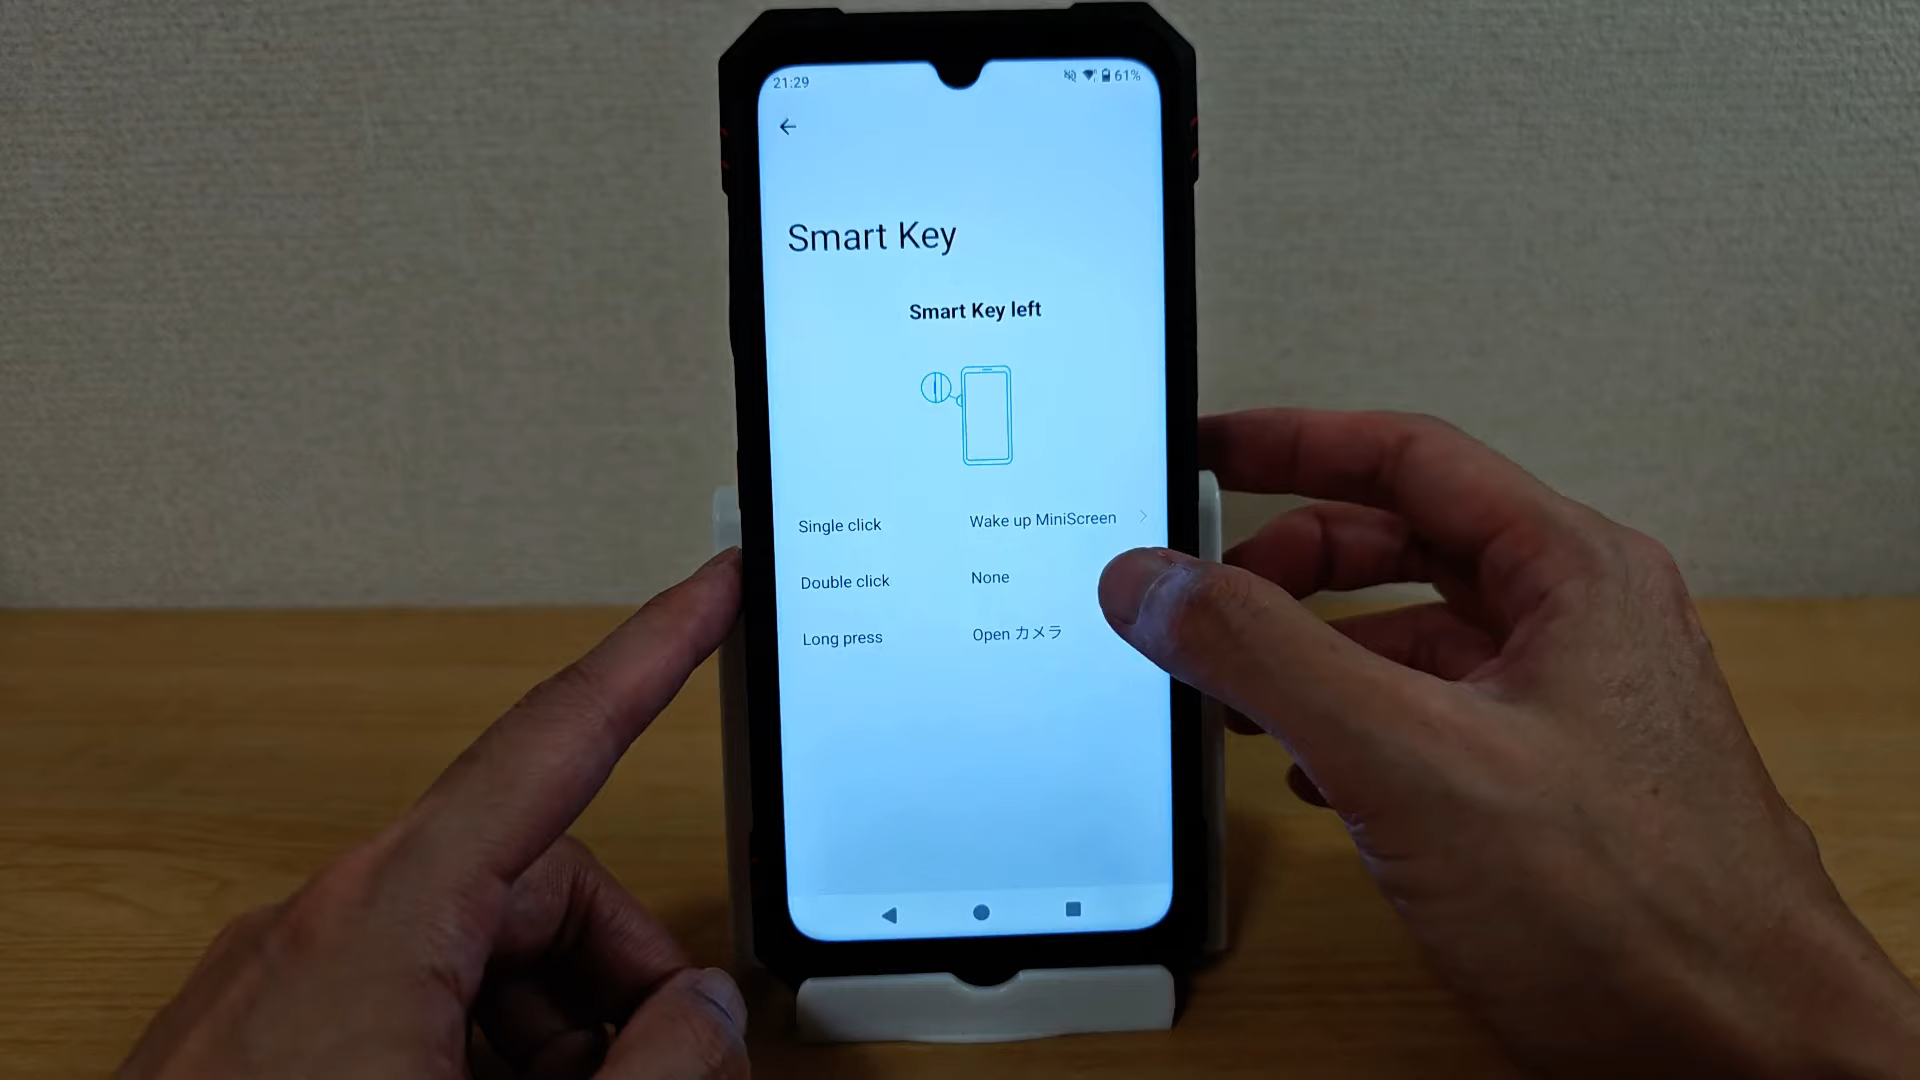 21:29
61%
Smart Key
Smart Key left
Single click
Wake up MiniScreen
Double click
None
Long press
Open カメラ